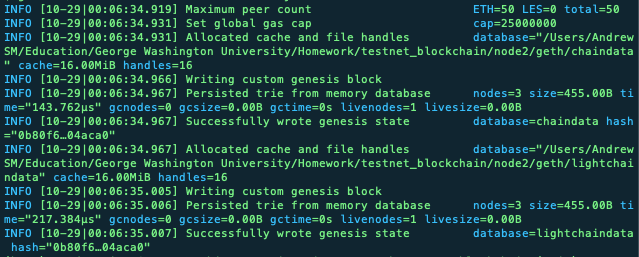 INFO [10-29|00:06:34.919] Maximum peer count ETH=50 LES=0 total=50
INFO [10-29|00:06:34.931] Set global gas cap cap=25000000
INFO [10-29|00:06:34.931] Allocated cache and file handles database="/Users/Andrew
SM/Education/George Washington University/Homework/testnet_blockchain/node2/geth/chaindata
" cache=16.00MiB handles=16
INFO [10-29|00:06:34.966] Writing custom genesis block
INFO [10-29|00:06:34.967] Persisted trie from memory database nodes=3 size=455.00B ti
me="143.762µs" gcnodes=0 gcsize=0.00B gctime=0s livenodes=1 livesize=0.00B
INFO [10-29|00:06:34.967] Successfully wrote genesis state database=chaindata hash
="0b80f6…04aca0"
INFO [10-29|00:06:34.967] Allocated cache and file handles database="/Users/Andrew
SM/Education/George Washington University/Homework/testnet_blockchain/node2/geth/lightchai
ndata" cache=16.00MiB handles=16
INFO [10-29|00:06:35.005] Writing custom genesis block
INFO [10-29|00:06:35.006] Persisted trie from memory database nodes=3 size=455.00B ti
me="217.384µs" gcnodes=0 gcsize=0.00B gctime=0s livenodes=1 livesize=0.00B
INFO [10-29|00:06:35.007] Successfully wrote genesis state database=lightchaindata
hash="0b80f6…04aca0"